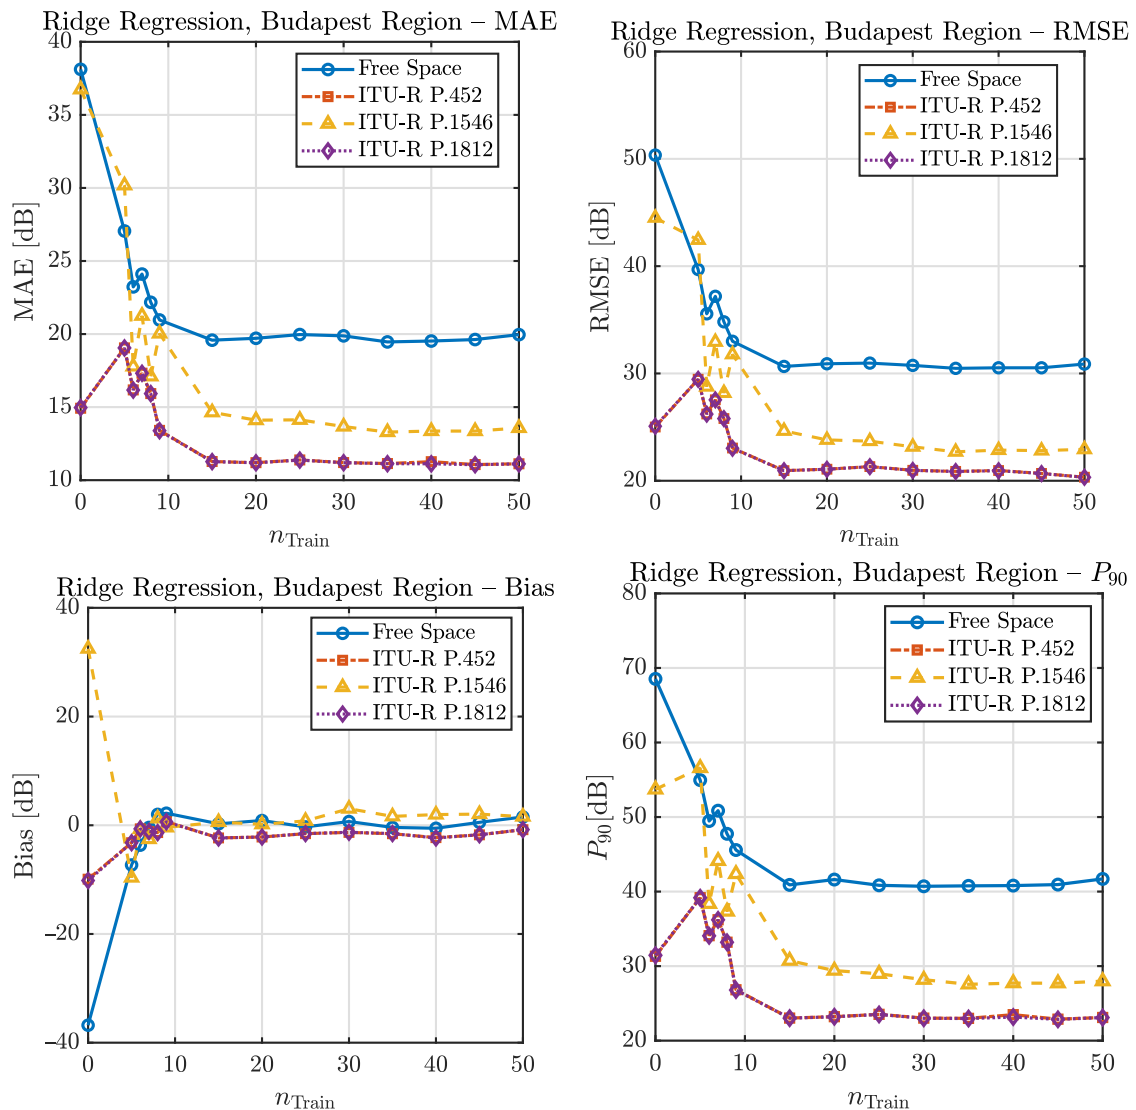 Ridge Regression, Budapest Region – MAE
40
35
30
25
20
15
10
MAE [dB]
Free Space
ITU-R P.452
ITU-R P.1546
ITU-R P.1812
0 10 20 30 40 50
nTrain
Ridge Regression, Budapest Region – RMSE
60
50
40
30
20
RMSE [dB]
Free Space
ITU-R P.452
ITU-R P.1546
ITU-R P.1812
0 10 20 30 40 50
nTrain
Ridge Regression, Budapest Region – Bias
40
20
0
–20
–40
Bias [dB]
Free Space
ITU-R P.452
ITU-R P.1546
ITU-R P.1812
0 10 20 30 40 50
nTrain
Ridge Regression, Budapest Region – P90
80
70
60
50
40
30
20
P90[dB]
Free Space
ITU-R P.452
ITU-R P.1546
ITU-R P.1812
0 10 20 30 40 50
nTrain